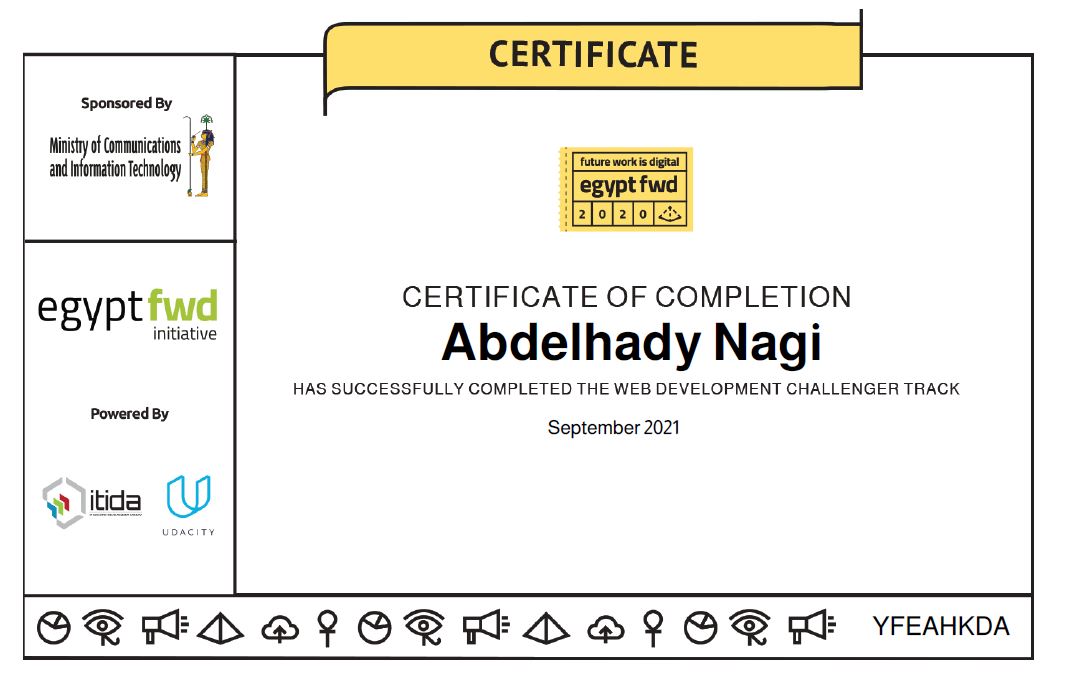 CERTIFICATE
Sponsored By
Ministry of Communications
and Information Technology
egyptfwd
initiative
Powered By
itida
UDACITY
future work is digital
egypt fwd
2 0 2 0
CERTIFICATE OF COMPLETION
Abdelhady Nagi
HAS SUCCESSFULLY COMPLETED THE WEB DEVELOPMENT CHALLENGER TRACK
September 2021
YFEAHKDA